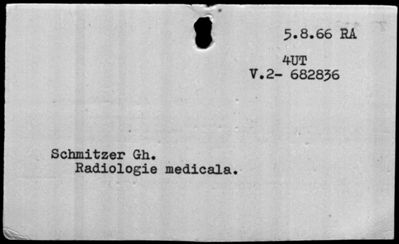 5.8.66 RA
4UT
V.2- 682836
Schmitzer Gh.
Radiologie medicala.